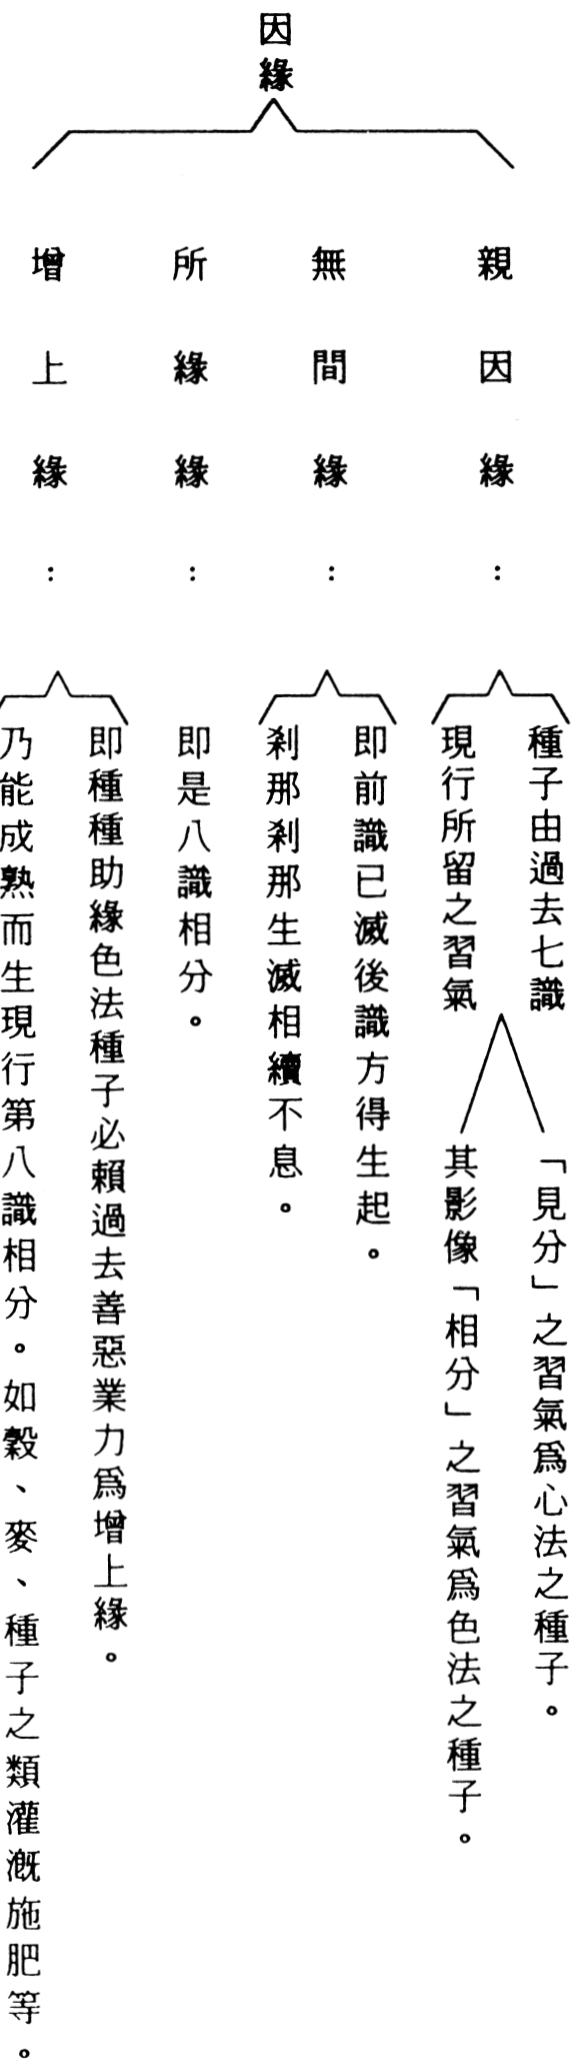 因緣
親因緣：
種子由過去七識
現行所留之習氣
「見分」之習氣爲心法之種子。
其影像「相分」之習氣爲色法之種子。
無間緣：
即前識已滅後識方得生起。
剎那剎那生滅相續不息。
所緣緣：
即是八識相分。
增上緣：
即種種助緣色法種子必賴過去善惡業力爲增上緣。
乃能成熟而生現行第八識相分。如穀、麥、種子之類灌溉施肥等。